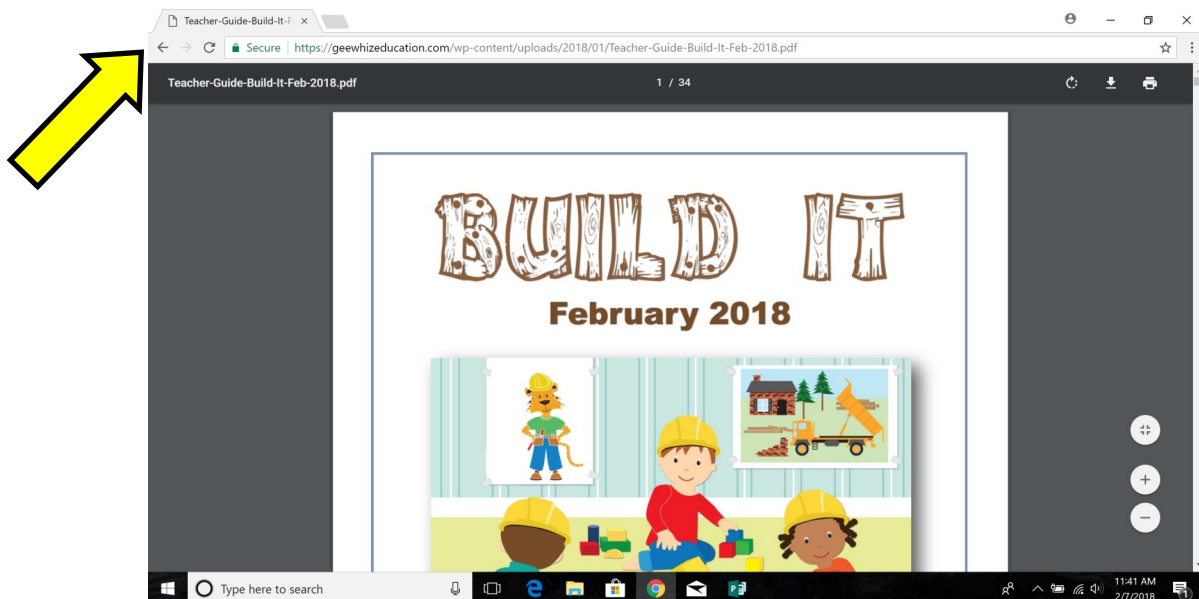 Teacher-Guide-Build-It-F
Secure | https://geewhizeducation.com/wp-content/uploads/2018/01/Teacher-Guide-Build-It-Feb-2018.pdf
Teacher-Guide-Build-It-Feb-2018.pdf 1 / 34
BUILD IT
February 2018
Type here to search
11:41 AM
2/7/2018